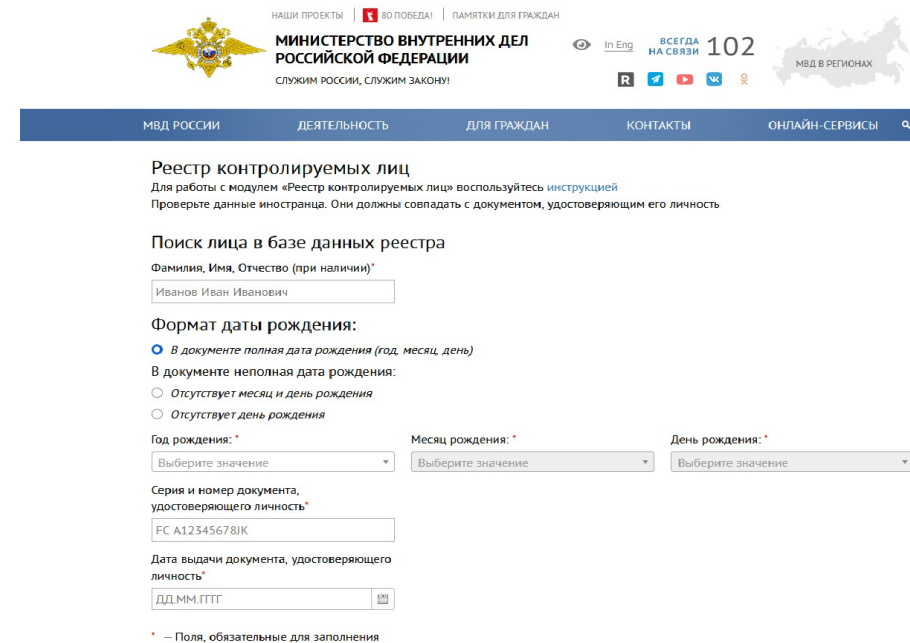 НАШИ ПРОЕКТЫ 80 ПОБЕДА! ПАМЯТКИ ДЛЯ ГРАЖДАН
МИНИСТЕРСТВО ВНУТРЕННИХ ДЕЛ
РОССИЙСКОЙ ФЕДЕРАЦИИ
СЛУЖИМ РОССИИ, СЛУЖИМ ЗАКОНУ!
In Eng
ВСЕГДА
НА СВЯЗИ 102
R
МВД В РЕГИОНАХ
МВД РОССИИ ДЕЯТЕЛЬНОСТЬ ДЛЯ ГРАЖДАН КОНТАКТЫ ОНЛАЙН-СЕРВИСЫ
Реестр контролируемых лиц
Для работы с модулем «Реестр контролируемых лиц» воспользуйтесь инструкцией
Проверьте данные иностранца. Они должны совпадать с документом, удостоверяющим его личность
Поиск лица в базе данных реестра
Фамилия, Имя, Отчество (при наличии)*
Иванов Иван Иванович
Формат даты рождения:
В документе полная дата рождения (год, месяц, день)
В документе неполная дата рождения:
Отсутствует месяц и день рождения
Отсутствует день рождения
Год рождения: * Месяц рождения: * День рождения: *
Выберите значение Выберите значение Выберите значение
Серия и номер документа,
удостоверяющего личность*
FC A12345678JK
Дата выдачи документа, удостоверяющего
личность*
ДД.ММ.ГГГГ
* — Поля, обязательные для заполнения